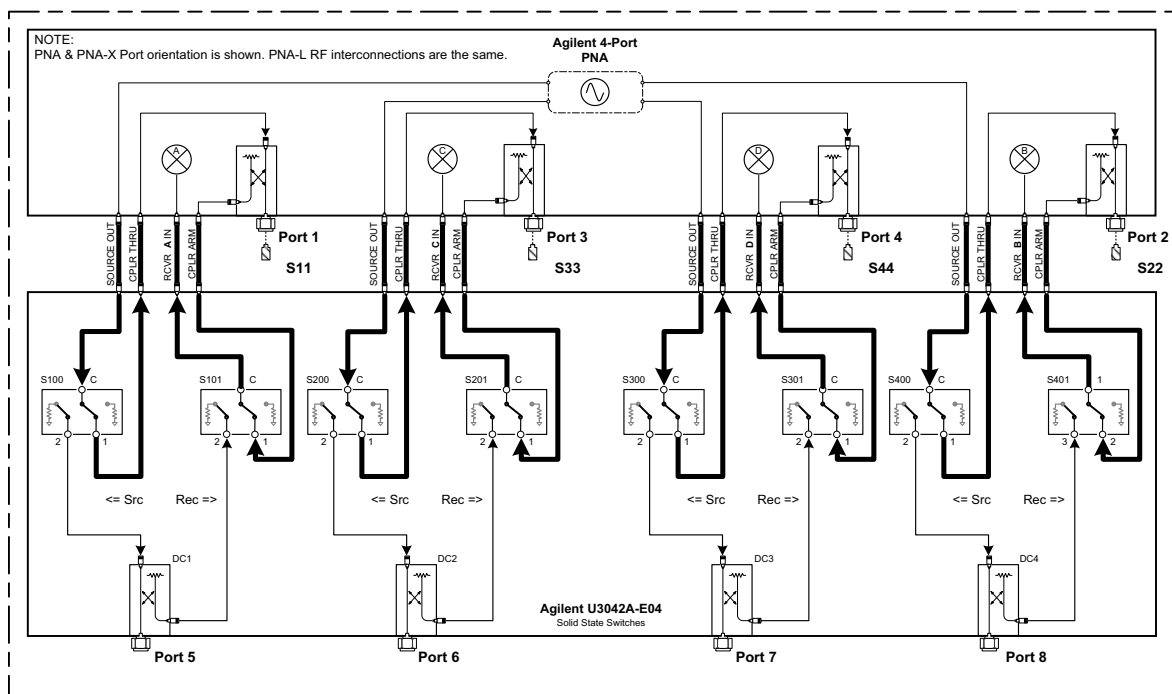 NOTE:
PNA & PNA-X Port orientation is shown. PNA-L RF interconnections are the same.
Agilent 4-Port
PNA
A
C
D
B
SOURCE OUT
CPLR THRU
RCVR A IN
CPLR ARM
Port 1
S11
SOURCE OUT
CPLR THRU
RCVR C IN
CPLR ARM
Port 3
S33
SOURCE OUT
CPLR THRU
RCVR D IN
CPLR ARM
Port 4
S44
SOURCE OUT
CPLR THRU
RCVR B IN
CPLR ARM
Port 2
S22
S100 C
S101 C
S200 C
S201 C
S300 C
S301 C
S400 C
S401 1
2 1
2 1
2 1
2 1
2 1
2 1
2 1
3 2
<= Src Rec =>
<= Src Rec =>
<= Src Rec =>
<= Src Rec =>
DC1
DC2
DC3
DC4
Agilent U3042A-E04
Solid State Switches
Port 5
Port 6
Port 7
Port 8